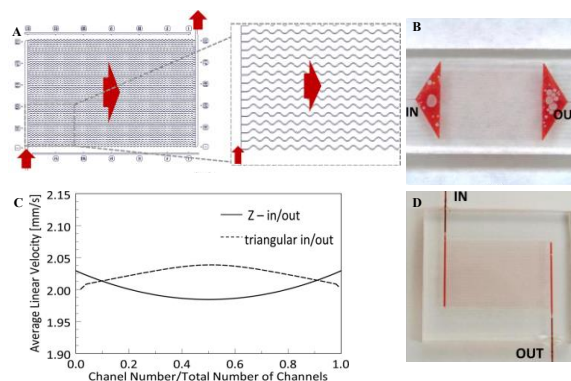 A
B
IN
OU
C
2.15
2.10
2.05
2.00
1.95
1.90
Average Linear Velocity [mm/s]
Z – in/out
triangular in/out
0.0
0.2
0.4
0.6
0.8
1.0
Chanel Number/Total Number of Channels
D
IN
OUT